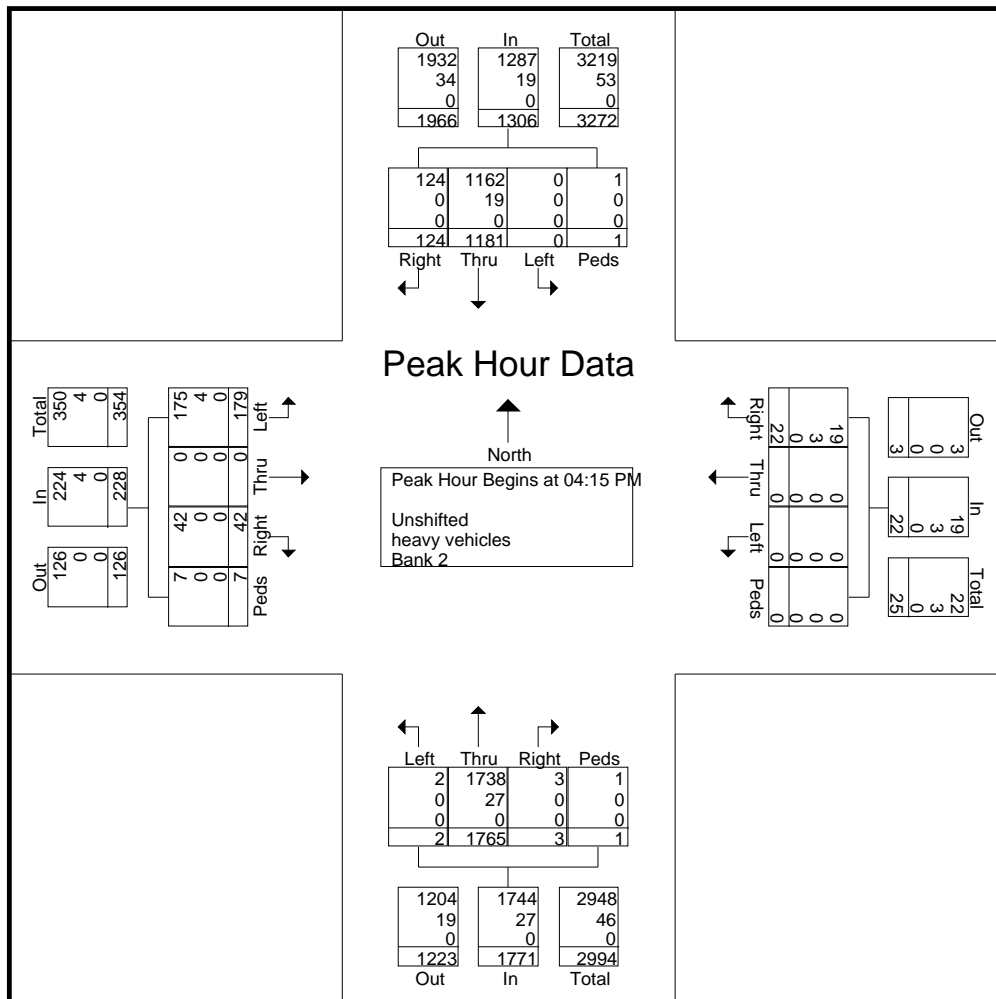 Out In Total
1932 1287 3219
34 19 53
0 0 0
1966 1306 3272
124 1162 0 1
0 19 0 0
0 0 0 0
124 1181 0 1
Right Thru Left Peds
Peak Hour Data
North
Peak Hour Begins at 04:15 PM
Unshifted
heavy vehicles
Bank 2
Total
350
4
0
354
In
224
4
0
228
Out
126
0
0
126
Left
175
4
0
179
Thru
0
0
0
0
Right
42
0
0
42
Peds
7
0
0
7
Right
19
3
0
22
Thru
0
0
0
0
Left
0
0
0
0
Peds
0
0
0
0
Out
3
0
0
3
In
19
3
0
22
Total
22
3
0
25
Left Thru Right Peds
2 1738 3 1
0 27 0 0
0 0 0 0
2 1765 3 1
1204 1744 2948
19 27 46
0 0 0
1223 1771 2994
Out In Total